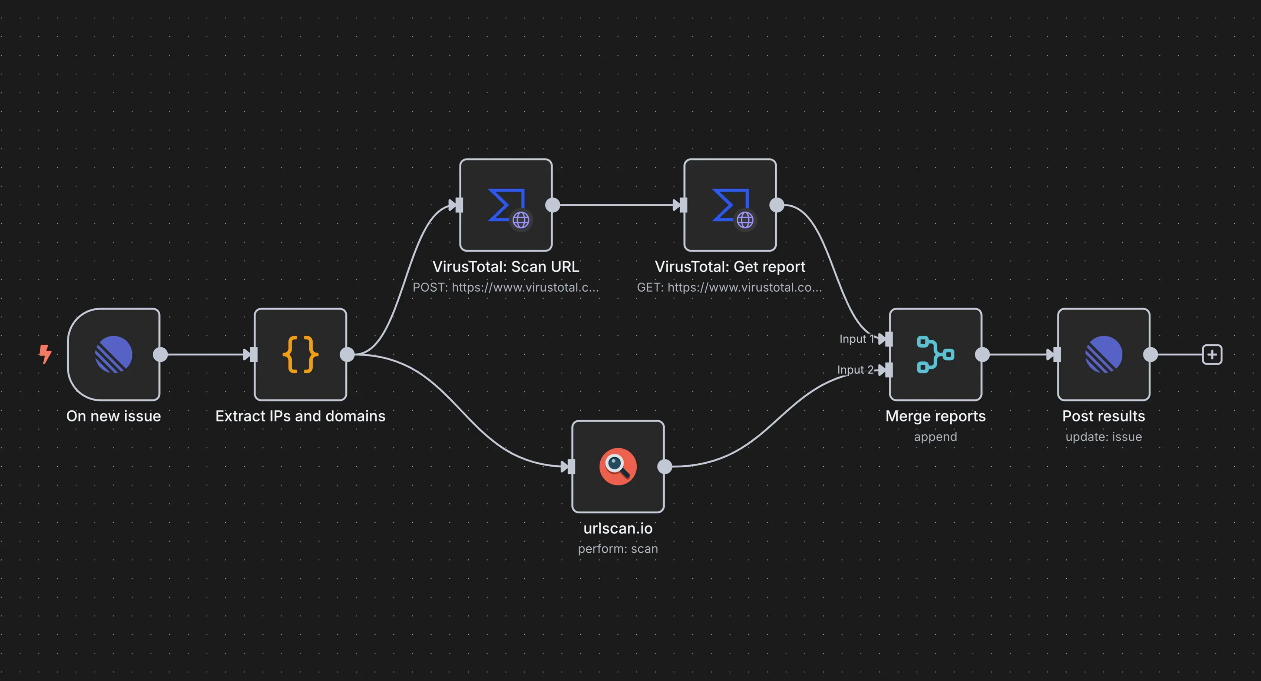 VirusTotal: Scan URL
POST: https://www.virustotal.c...
VirusTotal: Get report
GET: https://www.virustotal.co...
On new issue
Extract IPs and domains
Input 1
Input 2
Merge reports
append
Post results
update: issue
urlscan.io
perform: scan